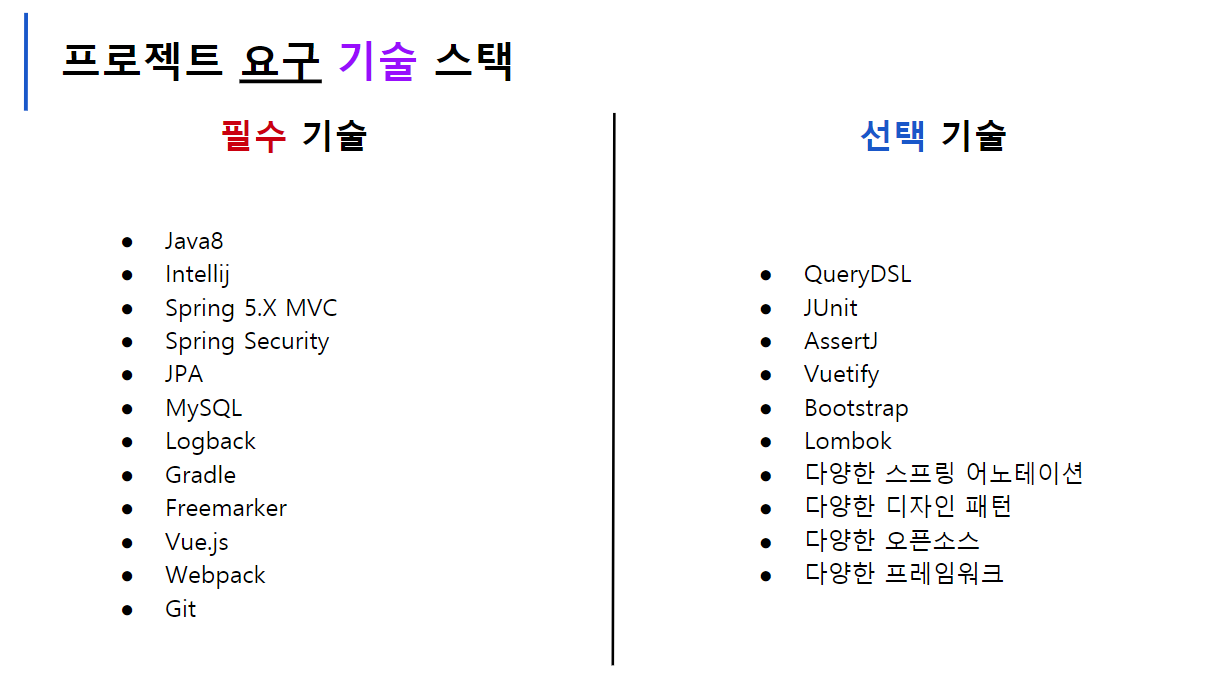 프로젝트 요구 기술 스택
필수 기술
● Java8
● Intellij
● Spring 5.X MVC
● Spring Security
● JPA
● MySQL
● Logback
● Gradle
● Freemarker
● Vue.js
● Webpack
● Git
선택 기술
● QueryDSL
● JUnit
● AssertJ
● Vuetify
● Bootstrap
● Lombok
● 다양한 스프링 어노테이션
● 다양한 디자인 패턴
● 다양한 오픈소스
● 다양한 프레임워크